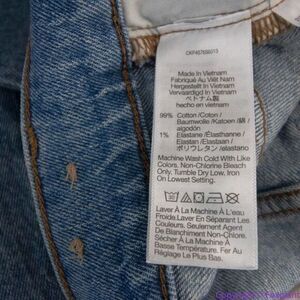 Made In Vietnam
Fabriqué Au Viêt Nam
Hergestellt In Vietnam
Vervaardigd In Vietnam
ベトナム製
hecho en vietnam
99% Cotton /Coton /
Baumwolle /Katoen /綿 /
algodón
1% Elastane /Élasthanne /
Elastan /Elastaan /
ポリウレタン /elastano
Machine Wash Cold With Like
Colors. Non-Chlorine Bleach
Only. Tumble Dry Low. Iron
On Lowest Setting.
Laver À La Machine À L'eau
Froide. Laver En Séparant Les
Couleurs. Seulement Agent
De Blanchiment Non-Chlore.
Sécher À La Machine À
Basse Température. Fer Au
Réglage Le Plus Bas.